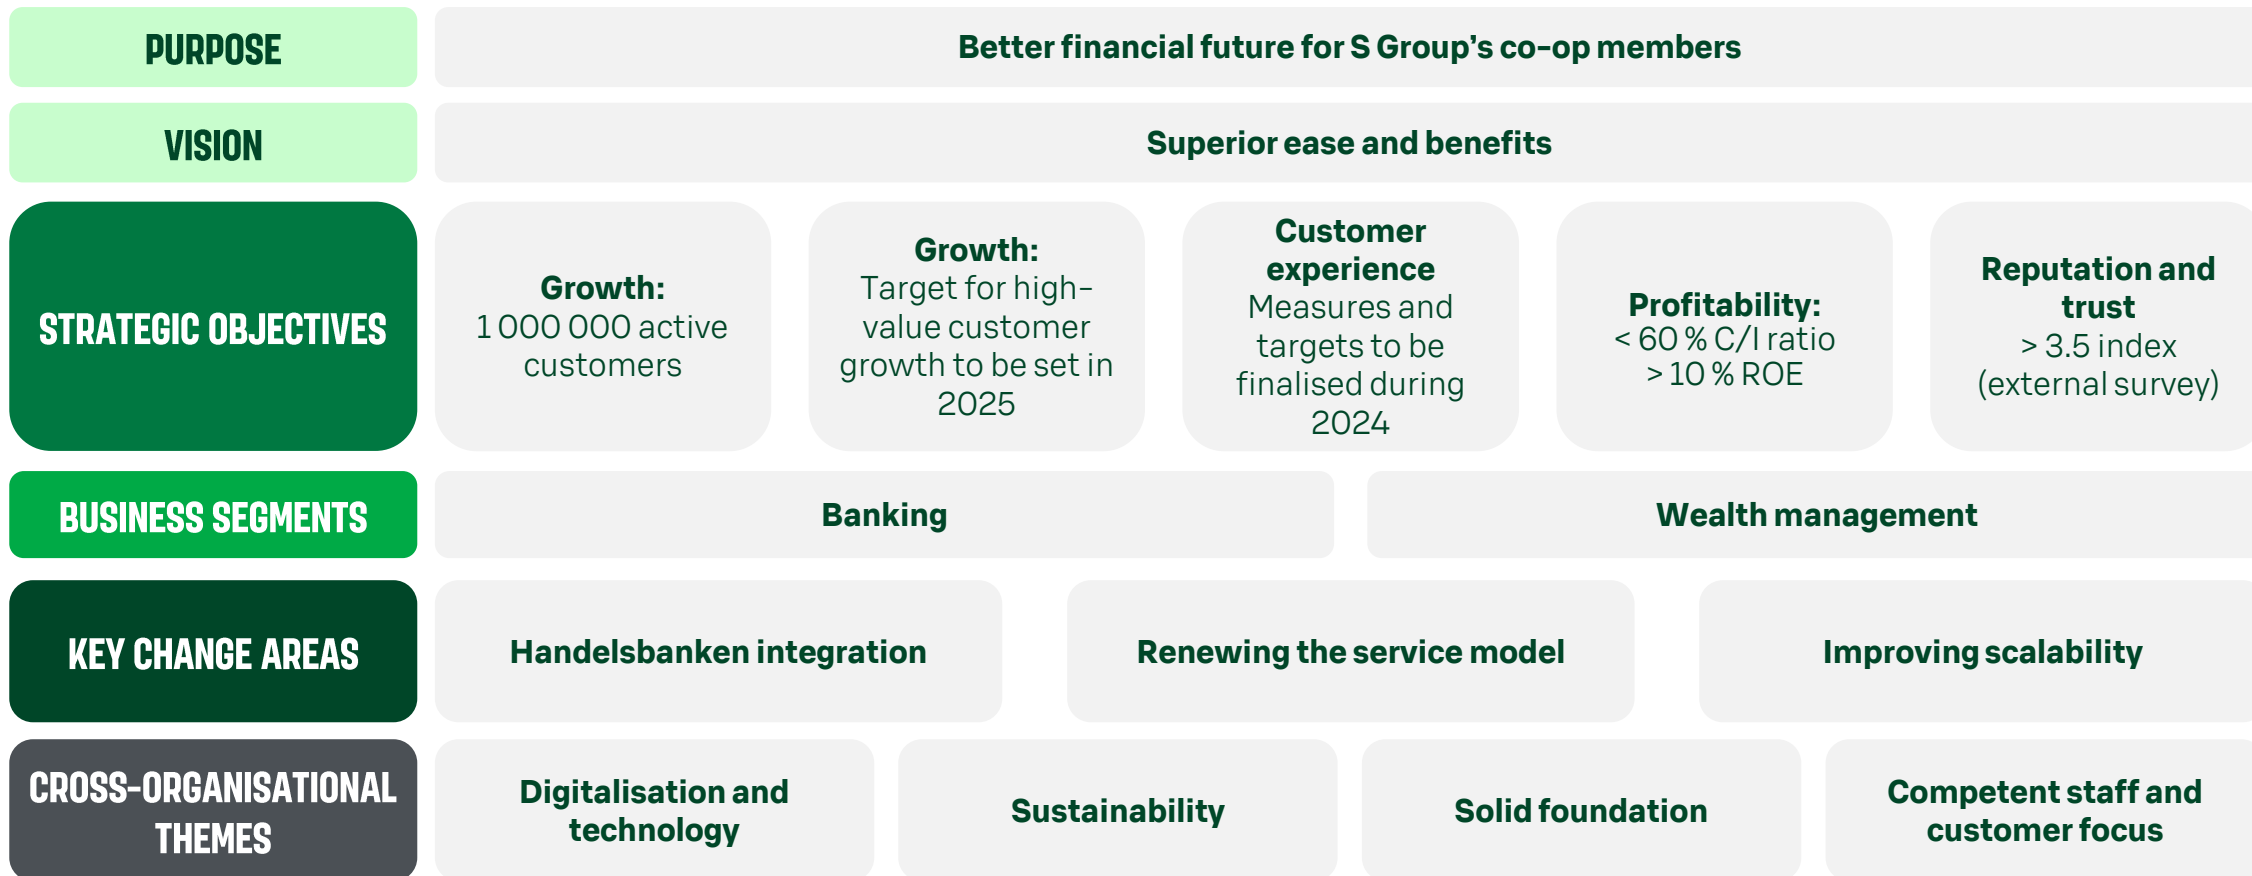 PURPOSE
Better financial future for S Group’s co-op members
VISION
Superior ease and benefits
STRATEGIC OBJECTIVES
Growth:
1 000 000 active
customers
Growth:
Target for high-
value customer
growth to be set in
2025
Customer
experience
Measures and
targets to be
finalised during
2024
Profitability:
< 60 % C/I ratio
> 10 % ROE
Reputation and
trust
> 3.5 index
(external survey)
BUSINESS SEGMENTS
Banking
Wealth management
KEY CHANGE AREAS
Handelsbanken integration
Renewing the service model
Improving scalability
CROSS-ORGANISATIONAL
THEMES
Digitalisation and
technology
Sustainability
Solid foundation
Competent staff and
customer focus